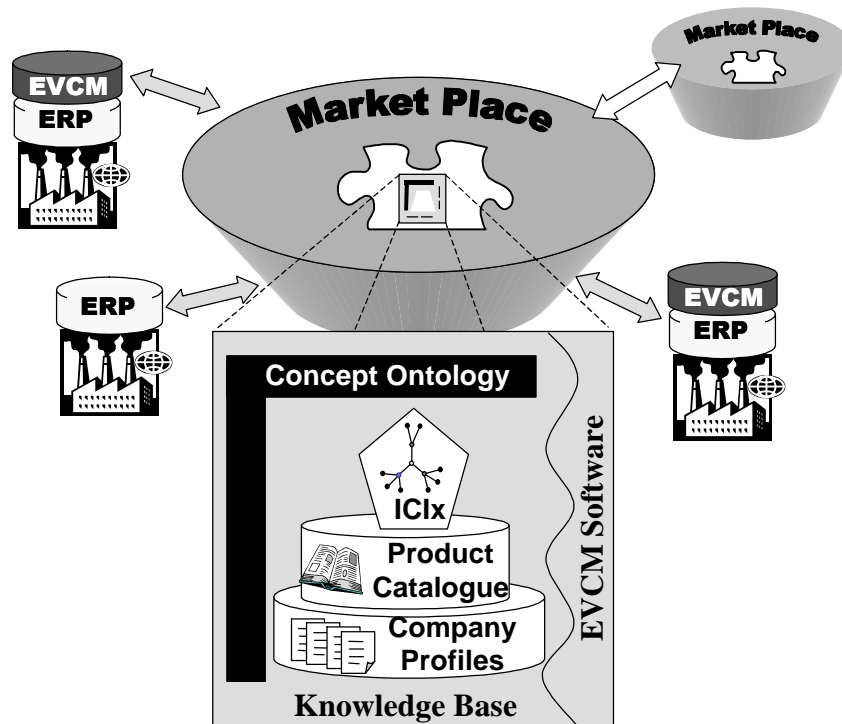 Market Place
EVCM
ERP
Market Place
ERP
EVCM
ERP
Concept Ontology
ICIx
Product
Catalogue
Company
Profiles
EVCM Software
Knowledge Base